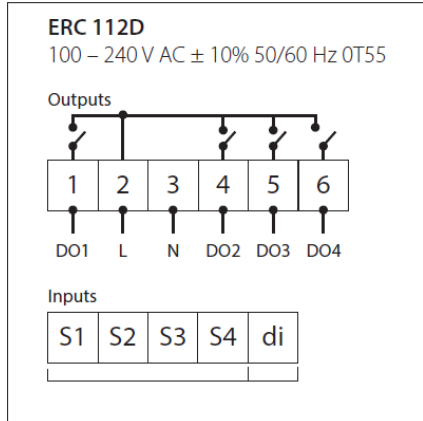 ERC 112D
100 – 240 V AC ± 10% 50/60 Hz 0T55
Outputs
1 2 3 4 5 6
DO1 L N DO2 DO3 DO4
Inputs
S1 S2 S3 S4 di